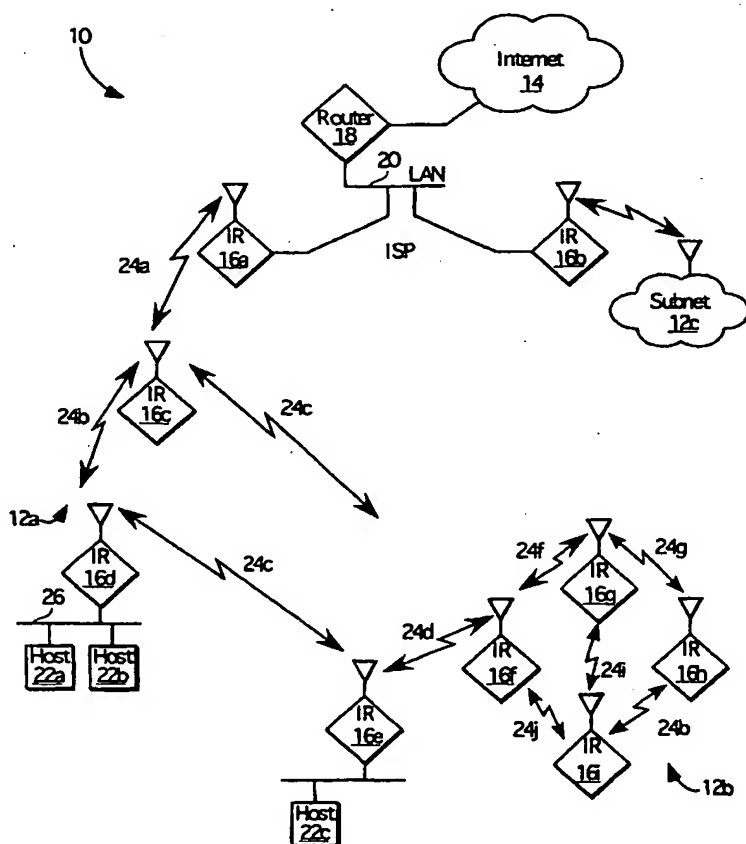 10
Internet
14
Router
18
20
LAN
IR
16a
ISP
IR
16b
24a
Subnet
12c
IR
16c
24b
24c
12a
IR
16d
24c
26
Host
22a
Host
22b
24d
IR
16e
Host
22c
24f
24g
IR
16g
IR
16f
IR
16h
24i
24j
24b
IR
16i
12b